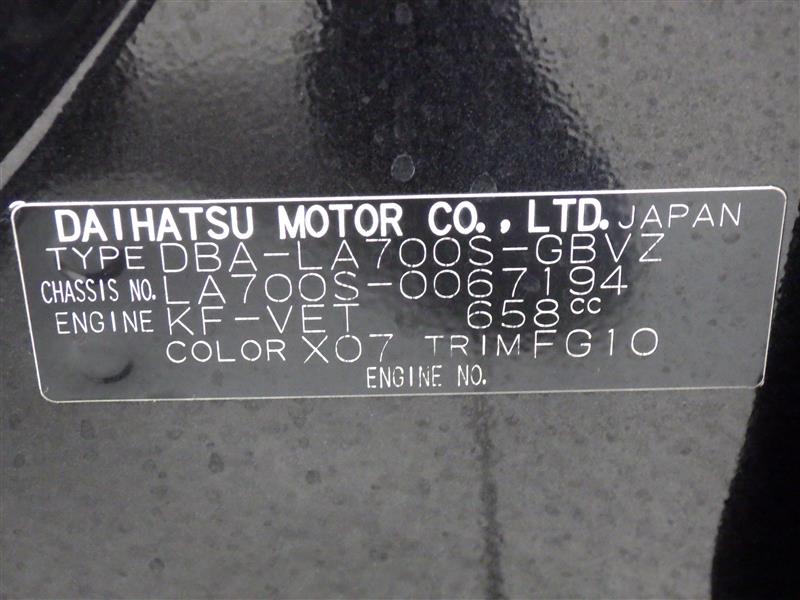 DAIHATSU MOTOR CO., LTD. JAPAN
TYPE DBA-LA700S-GBVZ
CHASSIS NO. LA700S-0067194
ENGINE KF-VET 658cc
COLOR X07 TRIM FG10
ENGINE NO.